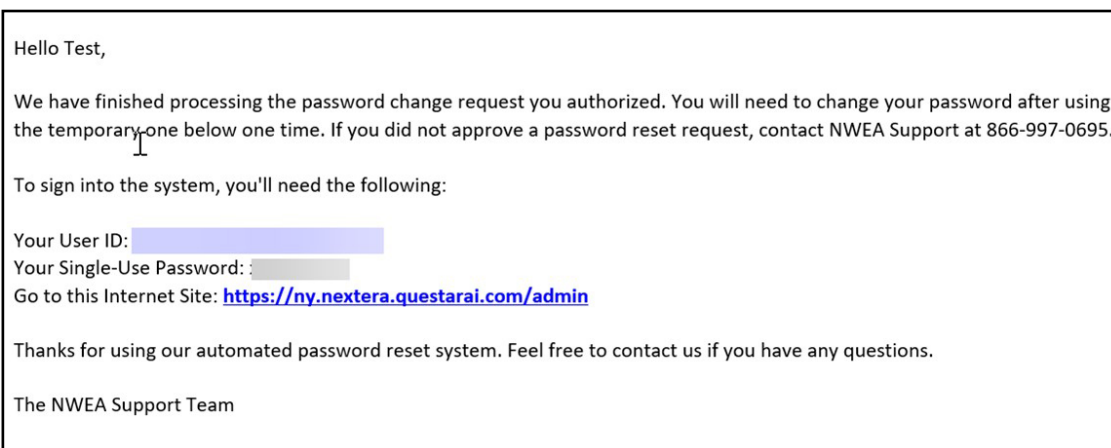 Hello Test,
We have finished processing the password change request you authorized. You will need to change your password after using
the temporary one below one time. If you did not approve a password reset request, contact NWEA Support at 866-997-0695.
To sign into the system, you'll need the following:
Your User ID:
Your Single-Use Password:
Go to this Internet Site: https://ny.nextera.questarai.com/admin
Thanks for using our automated password reset system. Feel free to contact us if you have any questions.
The NWEA Support Team